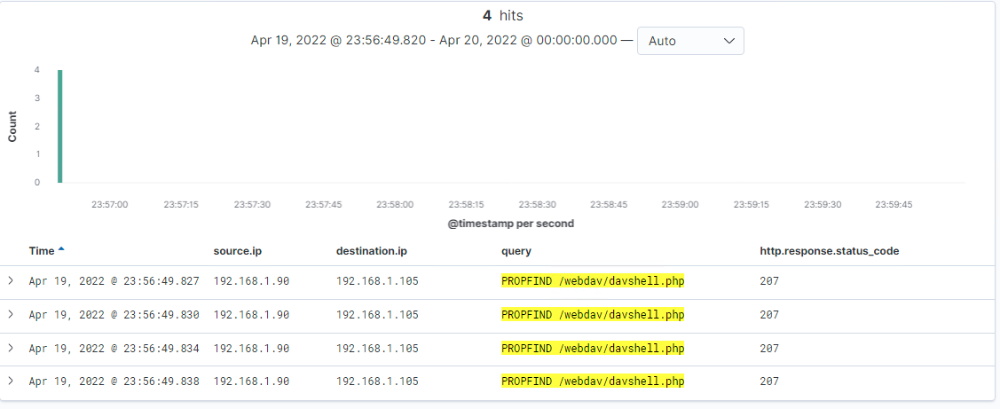 4 hits
Apr 19, 2022 @ 23:56:49.820 - Apr 20, 2022 @ 00:00:00.000 — Auto
4
3
2
1
0
Count
23:57:00 23:57:15 23:57:30 23:57:45 23:58:00 23:58:15 23:58:30 23:58:45 23:59:00 23:59:15 23:59:30 23:59:45
@timestamp per second
Time source.ip destination.ip query http.response.status_code
Apr 19, 2022 @ 23:56:49.827 192.168.1.90 192.168.1.105 PROPFIND /webdav/davshell.php 207
Apr 19, 2022 @ 23:56:49.830 192.168.1.90 192.168.1.105 PROPFIND /webdav/davshell.php 207
Apr 19, 2022 @ 23:56:49.834 192.168.1.90 192.168.1.105 PROPFIND /webdav/davshell.php 207
Apr 19, 2022 @ 23:56:49.838 192.168.1.90 192.168.1.105 PROPFIND /webdav/davshell.php 207